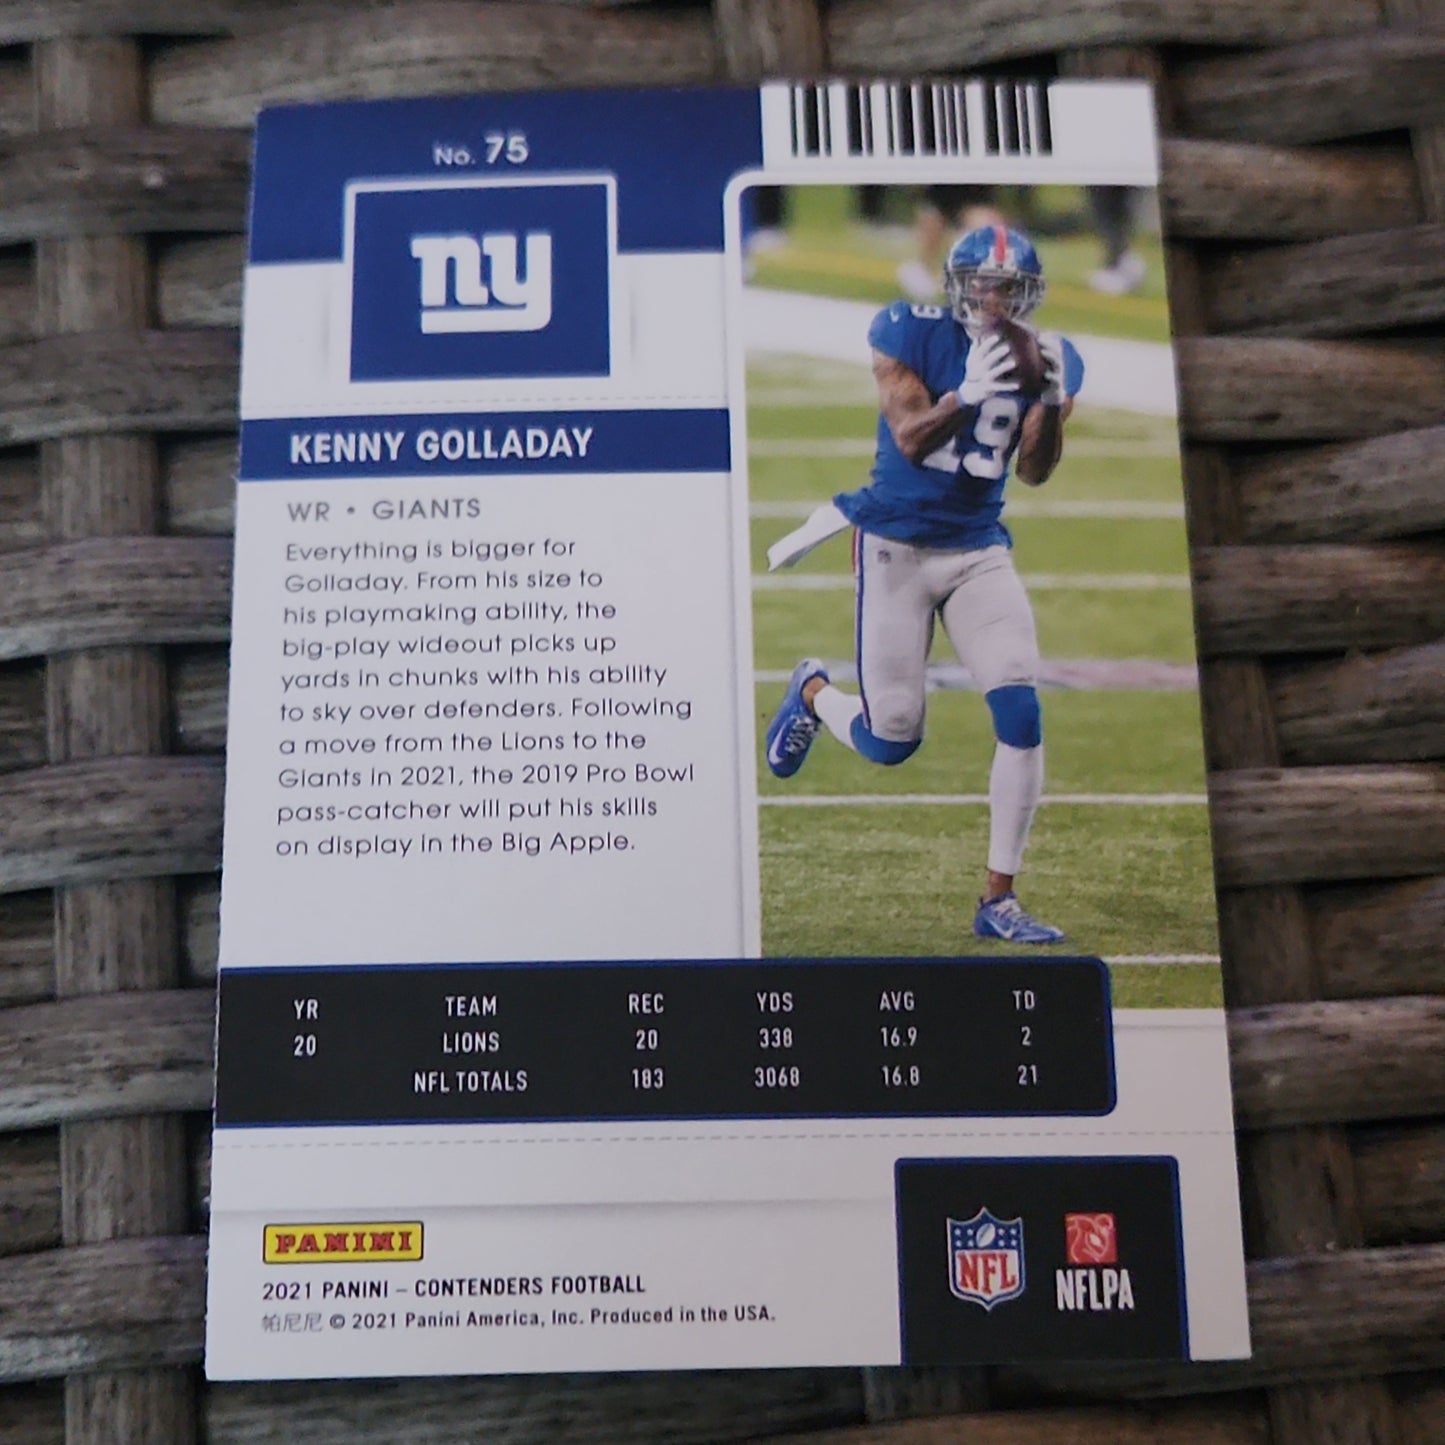 No. 75
ny
KENNY GOLLADAY
WR • GIANTS
Everything is bigger for
Golladay. From his size to
his playmaking ability, the
big-play wideout picks up
yards in chunks with his ability
to sky over defenders. Following
a move from the Lions to the
Giants in 2021, the 2019 Pro Bowl
pass-catcher will put his skills
on display in the Big Apple.
19
19
YR TEAM REC YDS AVG TD
20 LIONS 20 338 16.9 2
NFL TOTALS 183 3068 16.8 21
PANINI
2021 PANINI – CONTENDERS FOOTBALL
帕尼尼 © 2021 Panini America, Inc. Produced in the USA.
NFL
NFLPA